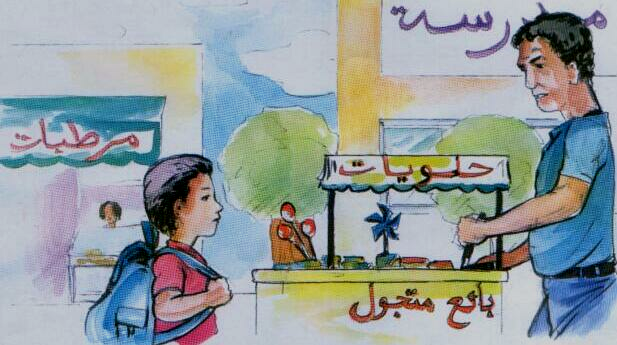 مدرسة
مرطبات
حلويات
بائع متجول